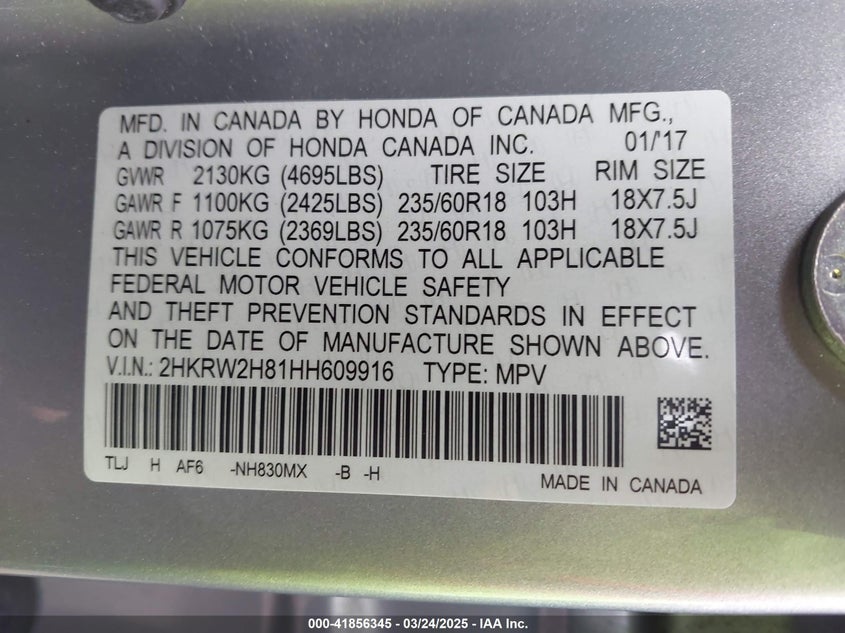 MFD. IN CANADA BY HONDA OF CANADA MFG.,
A DIVISION OF HONDA CANADA INC. 01/'17
GVWR 2130KG (4695LBS) TIRE SIZE RIM SIZE
GAWR F 1100KG (2425LBS) 235/60R18 103H 18X7.5J
GAWR R 1075KG (2369LBS) 235/60R18 103H 18X7.5J
THIS VEHICLE CONFORMS TO ALL APPLICABLE
FEDERAL MOTOR VEHICLE SAFETY
AND THEFT PREVENTION STANDARDS IN EFFECT
ON THE DATE OF MANUFACTURE SHOWN ABOVE.
V.I.N.: 2HKRW2H81HH609916 TYPE: MPV
TLJ H AF6 -NH830MX -B -H
MADE IN CANADA
000-41856345 — 03/24/2025 — IAA Inc.